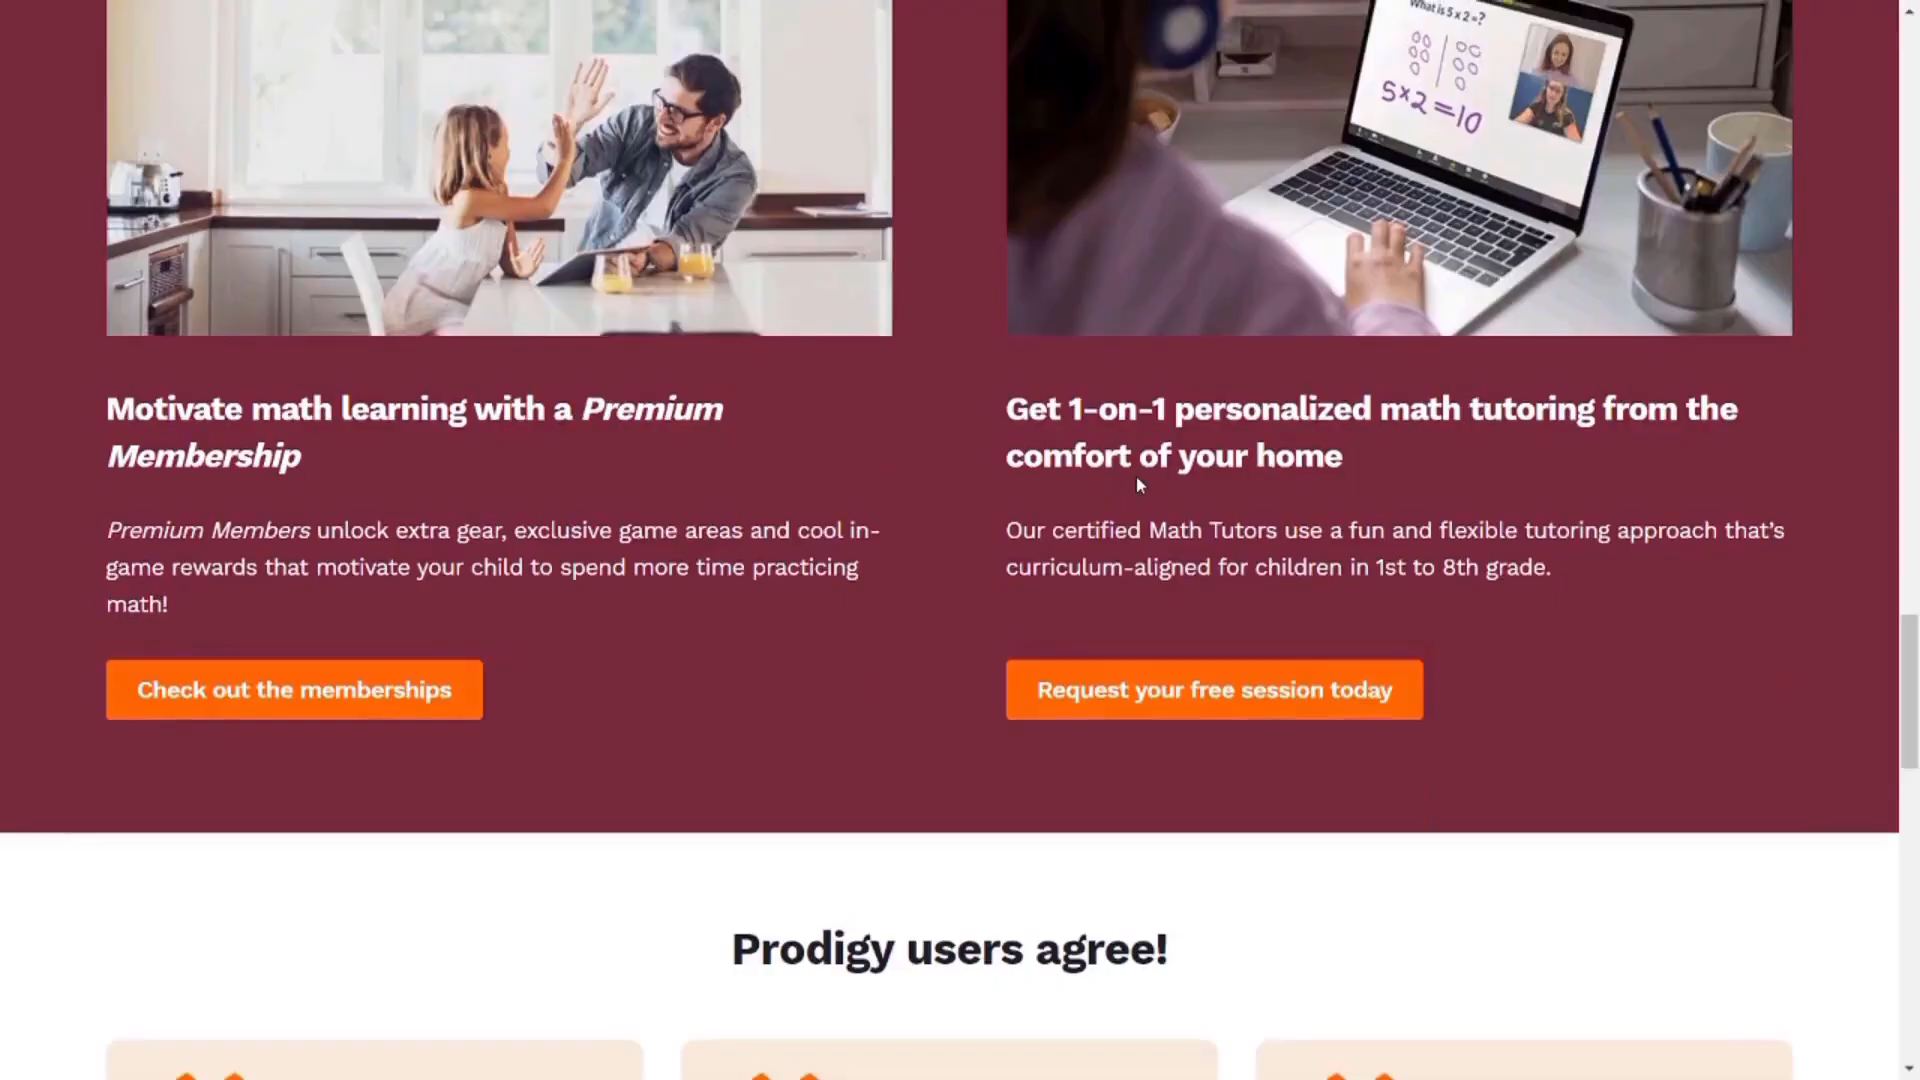 What is 5 x 2 =?
5×2=10
Motivate math learning with a Premium
Membership
Premium Members unlock extra gear, exclusive game areas and cool in-
game rewards that motivate your child to spend more time practicing
math!
Check out the memberships
Get 1-on-1 personalized math tutoring from the
comfort of your home
Our certified Math Tutors use a fun and flexible tutoring approach that’s
curriculum-aligned for children in 1st to 8th grade.
Request your free session today
Prodigy users agree!